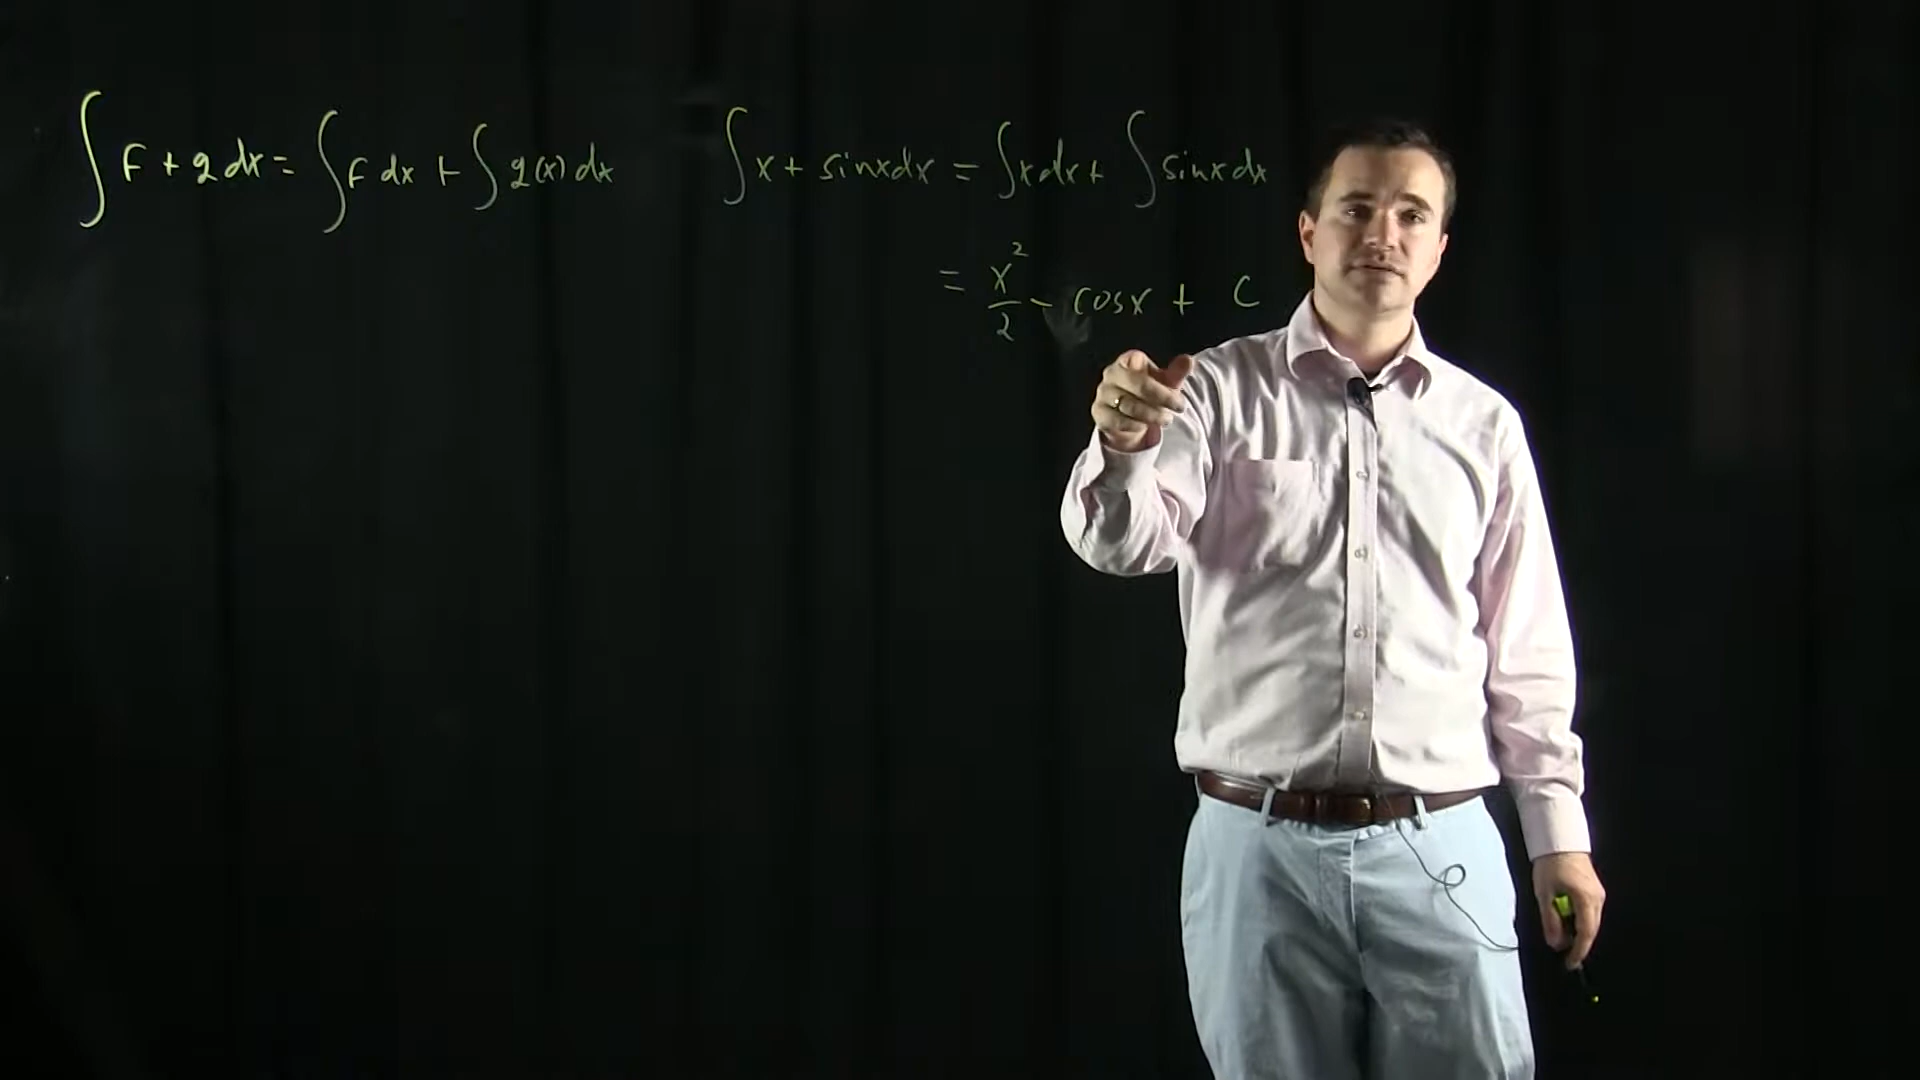 ∫ f + g dx = ∫ f dx + ∫ g(x) dx
∫ x + sinx dx = ∫ x dx + ∫ sinx dx
= x²/2 - cosx + C